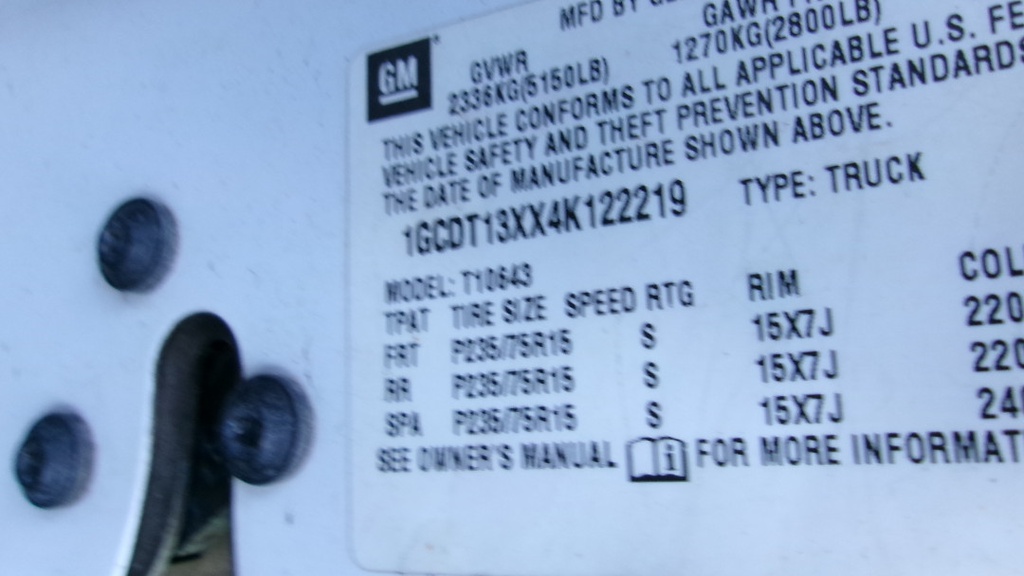 MFD BY
GM GVWR GAWR
2336KG(5150LB) 1270KG(2800LB)
THIS VEHICLE CONFORMS TO ALL APPLICABLE U.S.
VEHICLE SAFETY AND THEFT PREVENTION STANDARDS
THE DATE OF MANUFACTURE SHOWN ABOVE.
1GCDT13XX4K122219 TYPE: TRUCK
MODEL: T10643
TPAT TIRE SIZE SPEED RTG RIM COL
FRT P235/75R15 S 15X7J 220
RR P235/75R15 S 15X7J 220
SPA P235/75R15 S 15X7J 240
SEE OWNER'S MANUAL FOR MORE INFORMAT